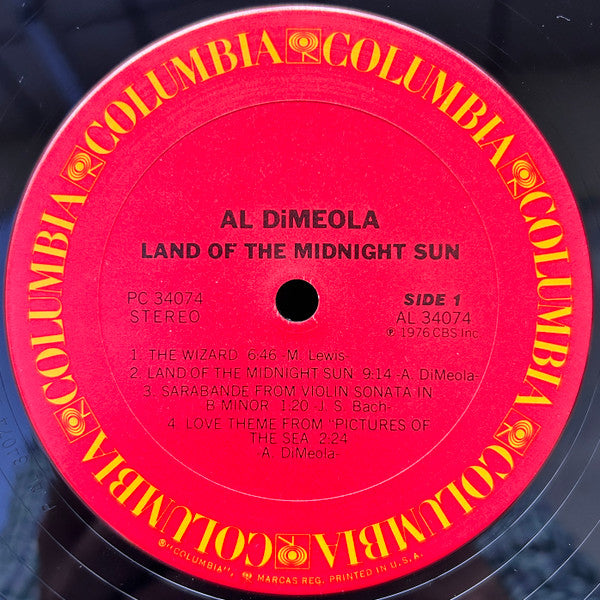 COLUMBIA COLUMBIA COLUMBIA COLUMBIA COLUMBIA COLUMBIA
AL DiMEOLA
LAND OF THE MIDNIGHT SUN
PC 34074
STEREO
SIDE 1
AL 34074
℗ 1976 CBS Inc
1. THE WIZARD 6:46 -M. Lewis-
2. LAND OF THE MIDNIGHT SUN 9:14 -A. DiMeola-
3. SARABANDE FROM VIOLIN SONATA IN
B MINOR 1:20 -J. S. Bach-
4. LOVE THEME FROM "PICTURES OF
THE SEA 2:24
-A. DiMeola-
®"COLUMBIA", MARCAS REG. PRINTED IN U.S.A.